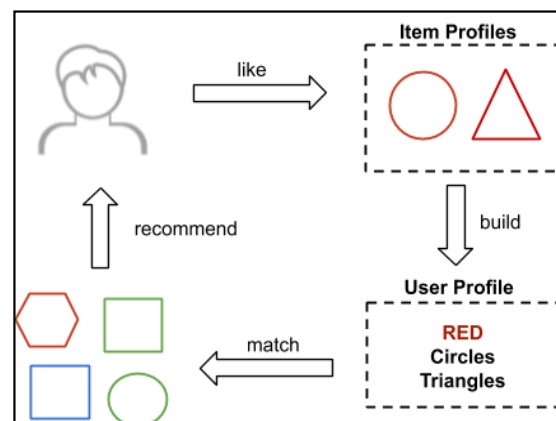 Item Profiles
like
build
recommend
User Profile
RED
Circles
Triangles
match